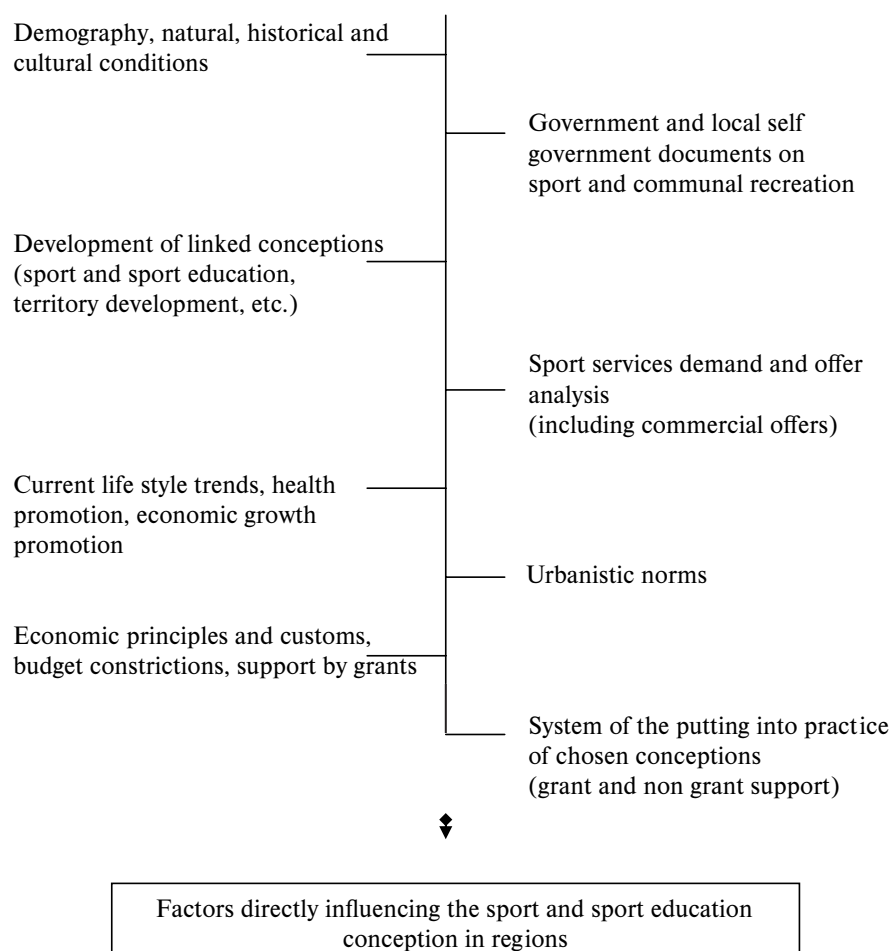 Demography, natural, historical and
cultural conditions
Government and local self
government documents on
sport and communal recreation
Development of linked conceptions
(sport and sport education,
territory development, etc.)
Sport services demand and offer
analysis
(including commercial offers)
Current life style trends, health
promotion, economic growth
promotion
Urbanistic norms
Economic principles and customs,
budget constrictions, support by grants
System of the putting into practice
of chosen conceptions
(grant and non grant support)
Factors directly influencing the sport and sport education
conception in regions